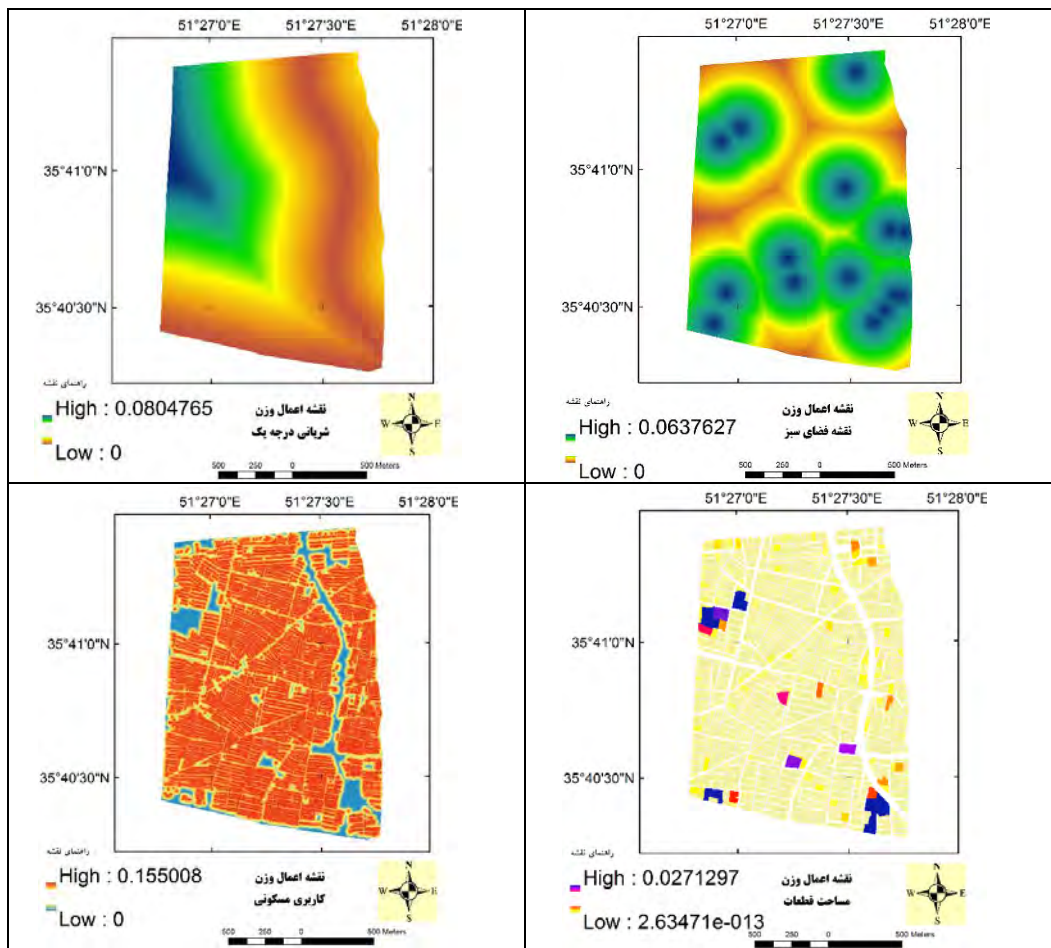 51°27'0"E 51°27'30"E 51°28'0"E
35°41'0"N
35°40'30"N
راهنمای نقشه
High : 0.0804765
Low : 0
نقشه اعمال وزن
شریانی درجه یک
N
W E
S
500 250 0 500 Meters
51°27'0"E 51°27'30"E 51°28'0"E
35°41'0"N
35°40'30"N
راهنمای نقشه
High : 0.0637627
Low : 0
نقشه اعمال وزن
نقشه فضای سبز
N
W E
S
500 250 0 500 Meters
51°27'0"E 51°27'30"E 51°28'0"E
35°41'0"N
35°40'30"N
راهنمای نقشه
High : 0.155008
Low : 0
نقشه اعمال وزن
کاربری مسکونی
N
W E
S
500 250 0 500 Meters
51°27'0"E 51°27'30"E 51°28'0"E
35°41'0"N
35°40'30"N
راهنمای نقشه
High : 0.0271297
Low : 2.63471e-013
نقشه اعمال وزن
مساحت قطعات
N
W E
S
500 250 0 500 Meters